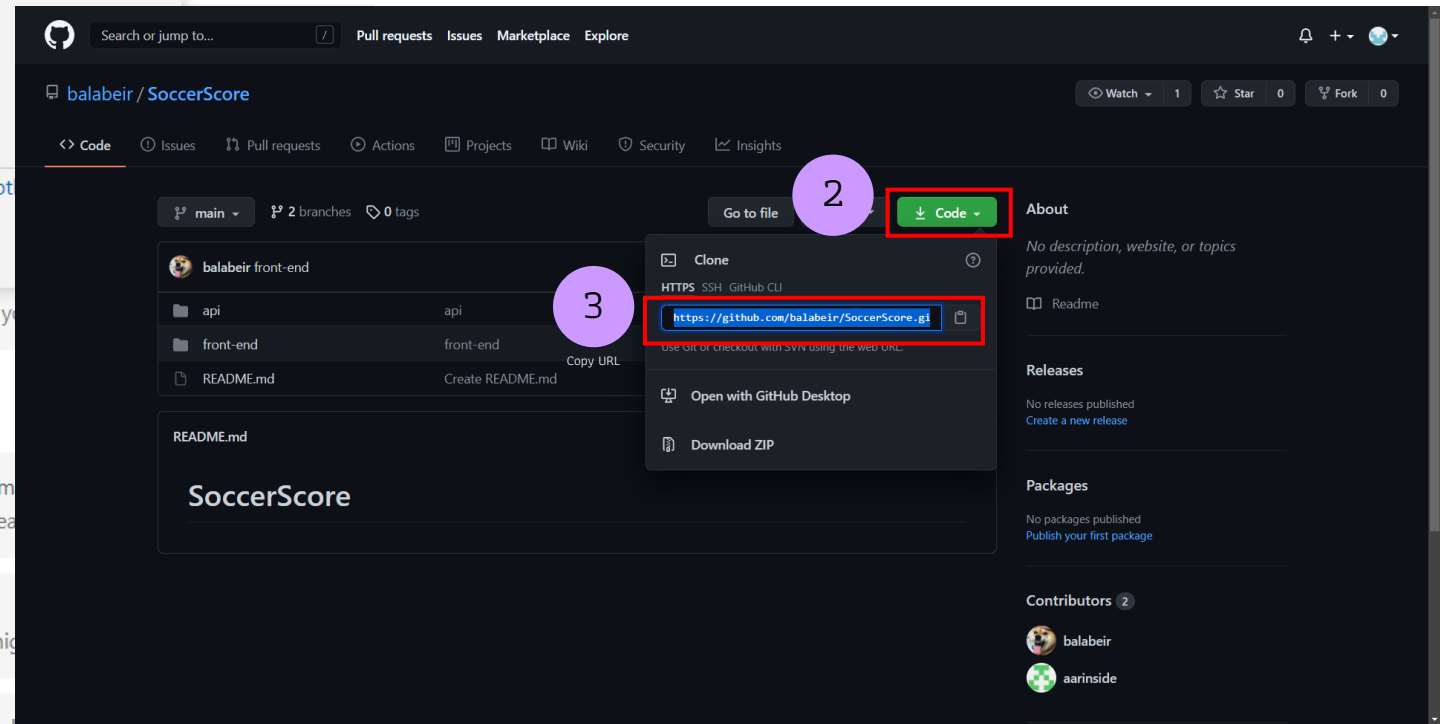 Search or jump to... /
Pull requests Issues Marketplace Explore
balabeir / SoccerScore
Watch 1 Star 0 Fork 0
Code Issues Pull requests Actions Projects Wiki Security Insights
main 2 branches 0 tags
Go to file
2
Code
balabeir front-end
api api
front-end front-end
README.md Create README.md
3
Copy URL
Clone
HTTPS SSH GitHub CLI
https://github.com/balabeir/SoccerScore.gi
Use Git or checkout with SVN using the web URL.
Open with GitHub Desktop
Download ZIP
README.md
SoccerScore
About
No description, website, or topics
provided.
Readme
Releases
No releases published
Create a new release
Packages
No packages published
Publish your first package
Contributors 2
balabeir
aarinside